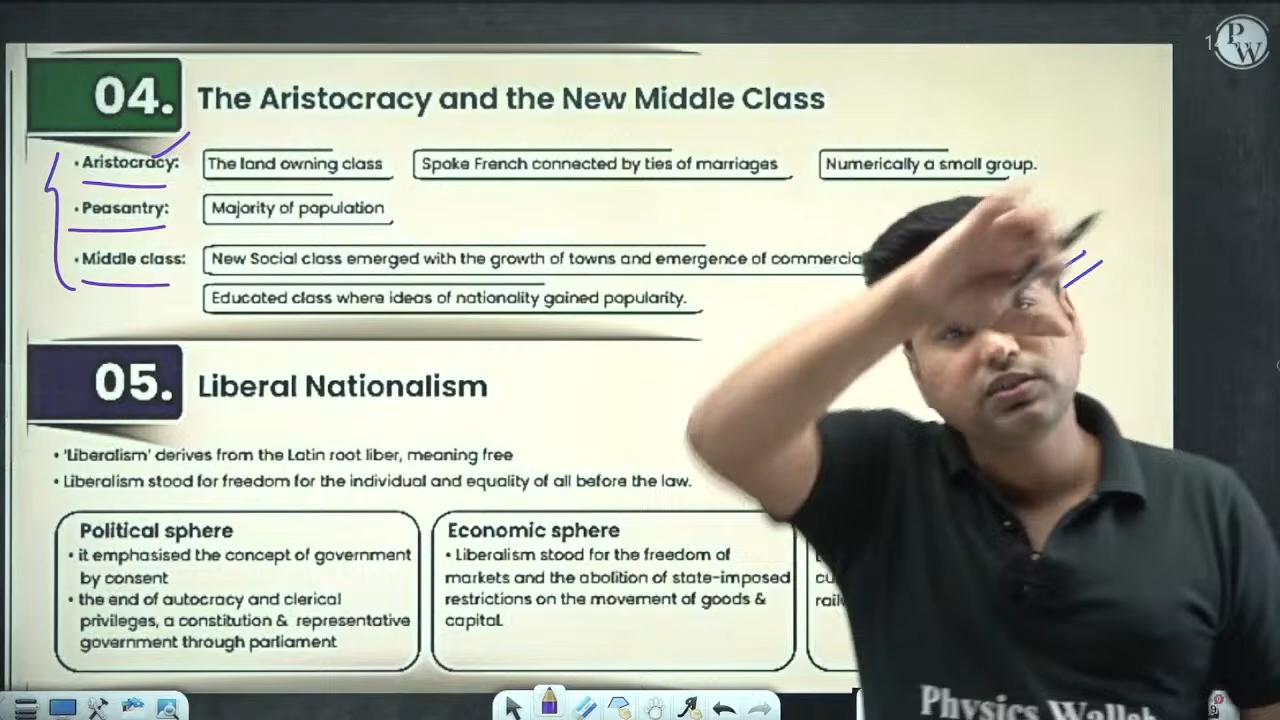 PW
04. The Aristocracy and the New Middle Class
• Aristocracy: The land owning class Spoke French connected by ties of marriages Numerically a small group.
• Peasantry: Majority of population
• Middle class: New Social class emerged with the growth of towns and emergence of
Educated class where ideas of nationality gained popularity.
05. Liberal Nationalism
• 'Liberalism' derives from the Latin root liber, meaning free
• Liberalism stood for freedom for the individual and equality of all before the law.
Political sphere
• it emphasised the concept of government
by consent
• the end of autocracy and clerical
privileges, a constitution & representative
government through parliament
Economic sphere
• Liberalism stood for the freedom of
markets and the abolition of state-imposed
restrictions on the movement of goods &
capital.
Physics